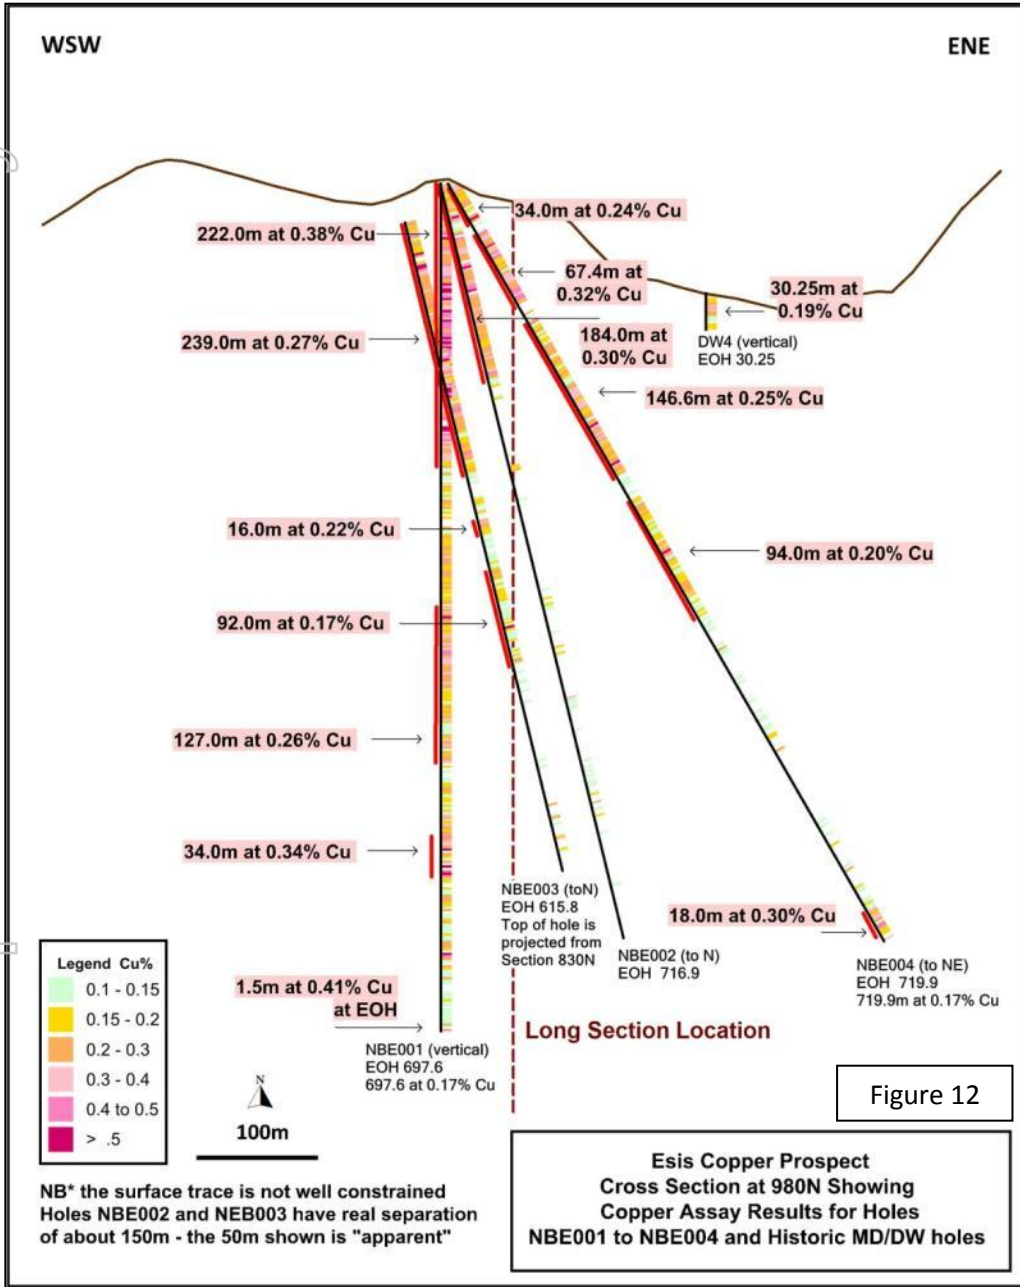 WSW
ENE
34.0m at 0.24% Cu
222.0m at 0.38% Cu
67.4m at
0.32% Cu
30.25m at
0.19% Cu
239.0m at 0.27% Cu
184.0m at
0.30% Cu
DW4 (vertical)
EOH 30.25
146.6m at 0.25% Cu
16.0m at 0.22% Cu
94.0m at 0.20% Cu
92.0m at 0.17% Cu
127.0m at 0.26% Cu
34.0m at 0.34% Cu
NBE003 (toN)
EOH 615.8
Top of hole is
projected from
Section 830N
18.0m at 0.30% Cu
NBE002 (to N)
EOH 716.9
NBE004 (to NE)
EOH 719.9
719.9m at 0.17% Cu
Legend Cu%
0.1 - 0.15
0.15 - 0.2
0.2 - 0.3
0.3 - 0.4
0.4 to 0.5
> .5
1.5m at 0.41% Cu
at EOH
Long Section Location
NBE001 (vertical)
EOH 697.6
697.6 at 0.17% Cu
N
100m
Figure 12
NB* the surface trace is not well constrained
Holes NBE002 and NEB003 have real separation
of about 150m - the 50m shown is "apparent"
Esis Copper Prospect
Cross Section at 980N Showing
Copper Assay Results for Holes
NBE001 to NBE004 and Historic MD/DW holes